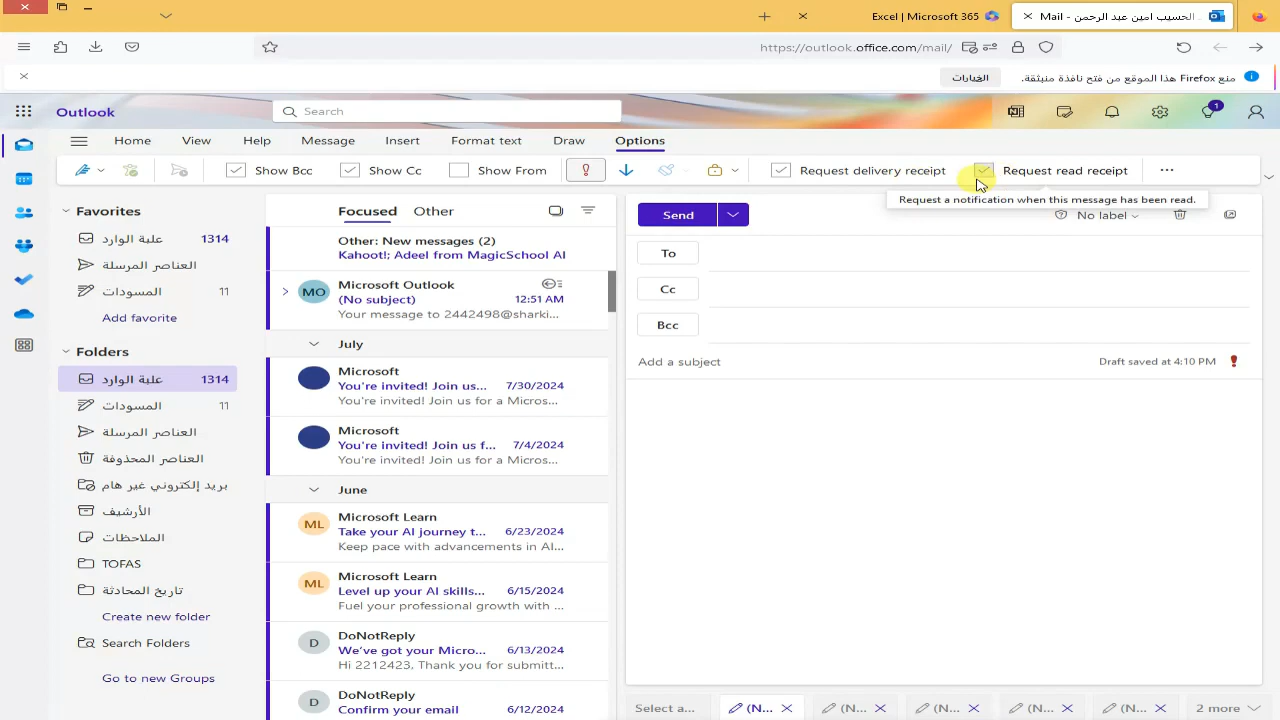 Excel | Microsoft 365
Mail - الحسيب امين عبد الرحمن ...
https://outlook.office.com/mail/
منع Firefox هذا الموقع من فتح نافذة منبثقة.
الخيارات
Outlook
Search
1
Home
View
Help
Message
Insert
Format text
Draw
Options
Show Bcc
Show Cc
Show From
Request delivery receipt
Request read receipt
Request a notification when this message has been read.
Favorites
علبة الوارد 1314
العناصر المرسلة
المسودات 11
Add favorite
Folders
علبة الوارد 1314
المسودات 11
العناصر المرسلة
العناصر المحذوفة
بريد إلكتروني غير هام
الأرشيف
الملاحظات
TOFAS
تاريخ المحادثة
Create new folder
Search Folders
Go to new Groups
Focused
Other
Other: New messages (2)
Kahoot!; Adeel from MagicSchool AI
MO
Microsoft Outlook
(No subject) 12:51 AM
Your message to 2442498@sharki...
July
Microsoft
You're invited! Join us... 7/30/2024
You're invited! Join us for a Micros...
Microsoft
You're invited! Join us f... 7/4/2024
You're invited! Join us for a Micros...
June
ML
Microsoft Learn
Take your AI journey t... 6/23/2024
Keep pace with advancements in AI...
ML
Microsoft Learn
Level up your AI skills... 6/15/2024
Fuel your professional growth with ...
D
DoNotReply
We've got your Micro... 6/13/2024
Hi 2212423, Thank you for submitt...
D
DoNotReply
Confirm your email 6/12/2024
Send
No label
To
Cc
Bcc
Add a subject
Draft saved at 4:10 PM
Select a...
(N...
(N...
(N...
(N...
(N...
2 more